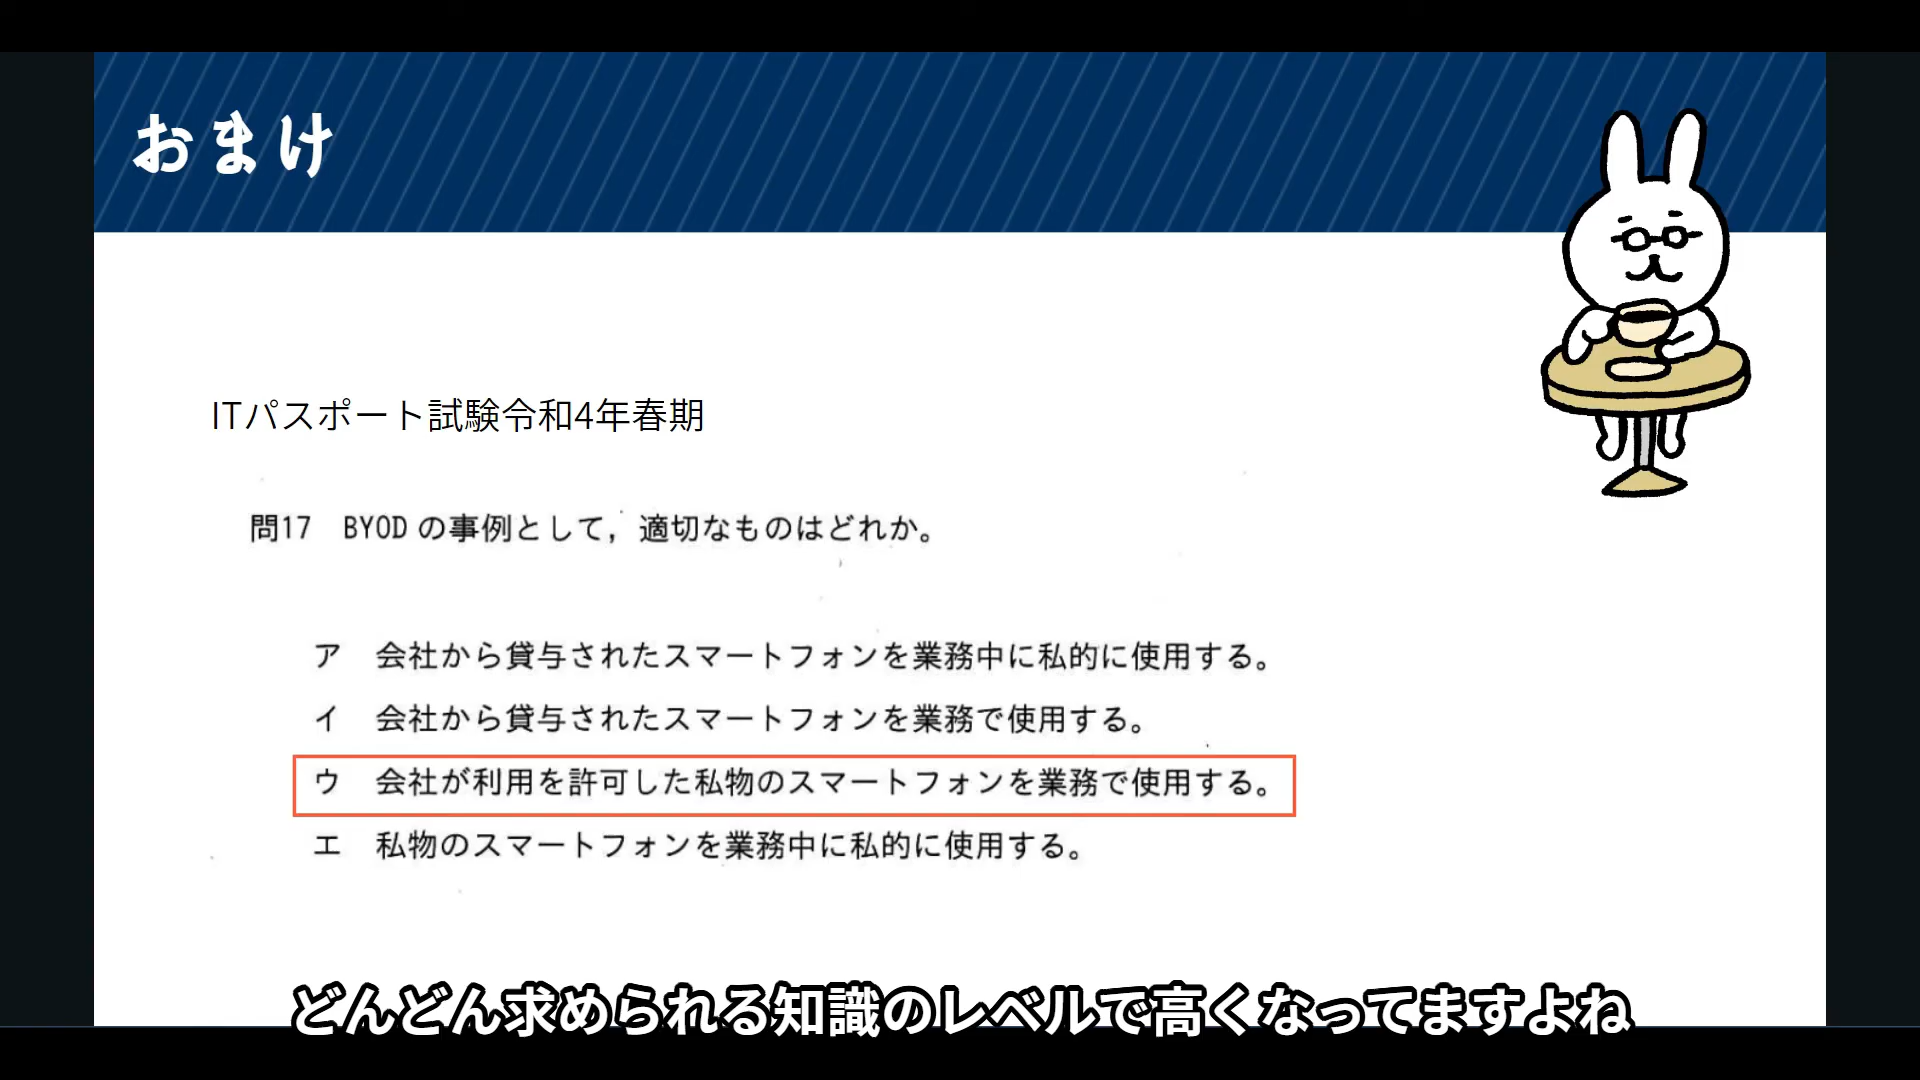 おまけ
ITパスポート試験令和4年春期
問17 BYODの事例として，適切なものはどれか。
ア 会社から貸与されたスマートフォンを業務中に私的に使用する。
イ 会社から貸与されたスマートフォンを業務で使用する。
ウ 会社が利用を許可した私物のスマートフォンを業務で使用する。
エ 私物のスマートフォンを業務中に私的に使用する。
どんどん求められる知識のレベルで高くなってますよね